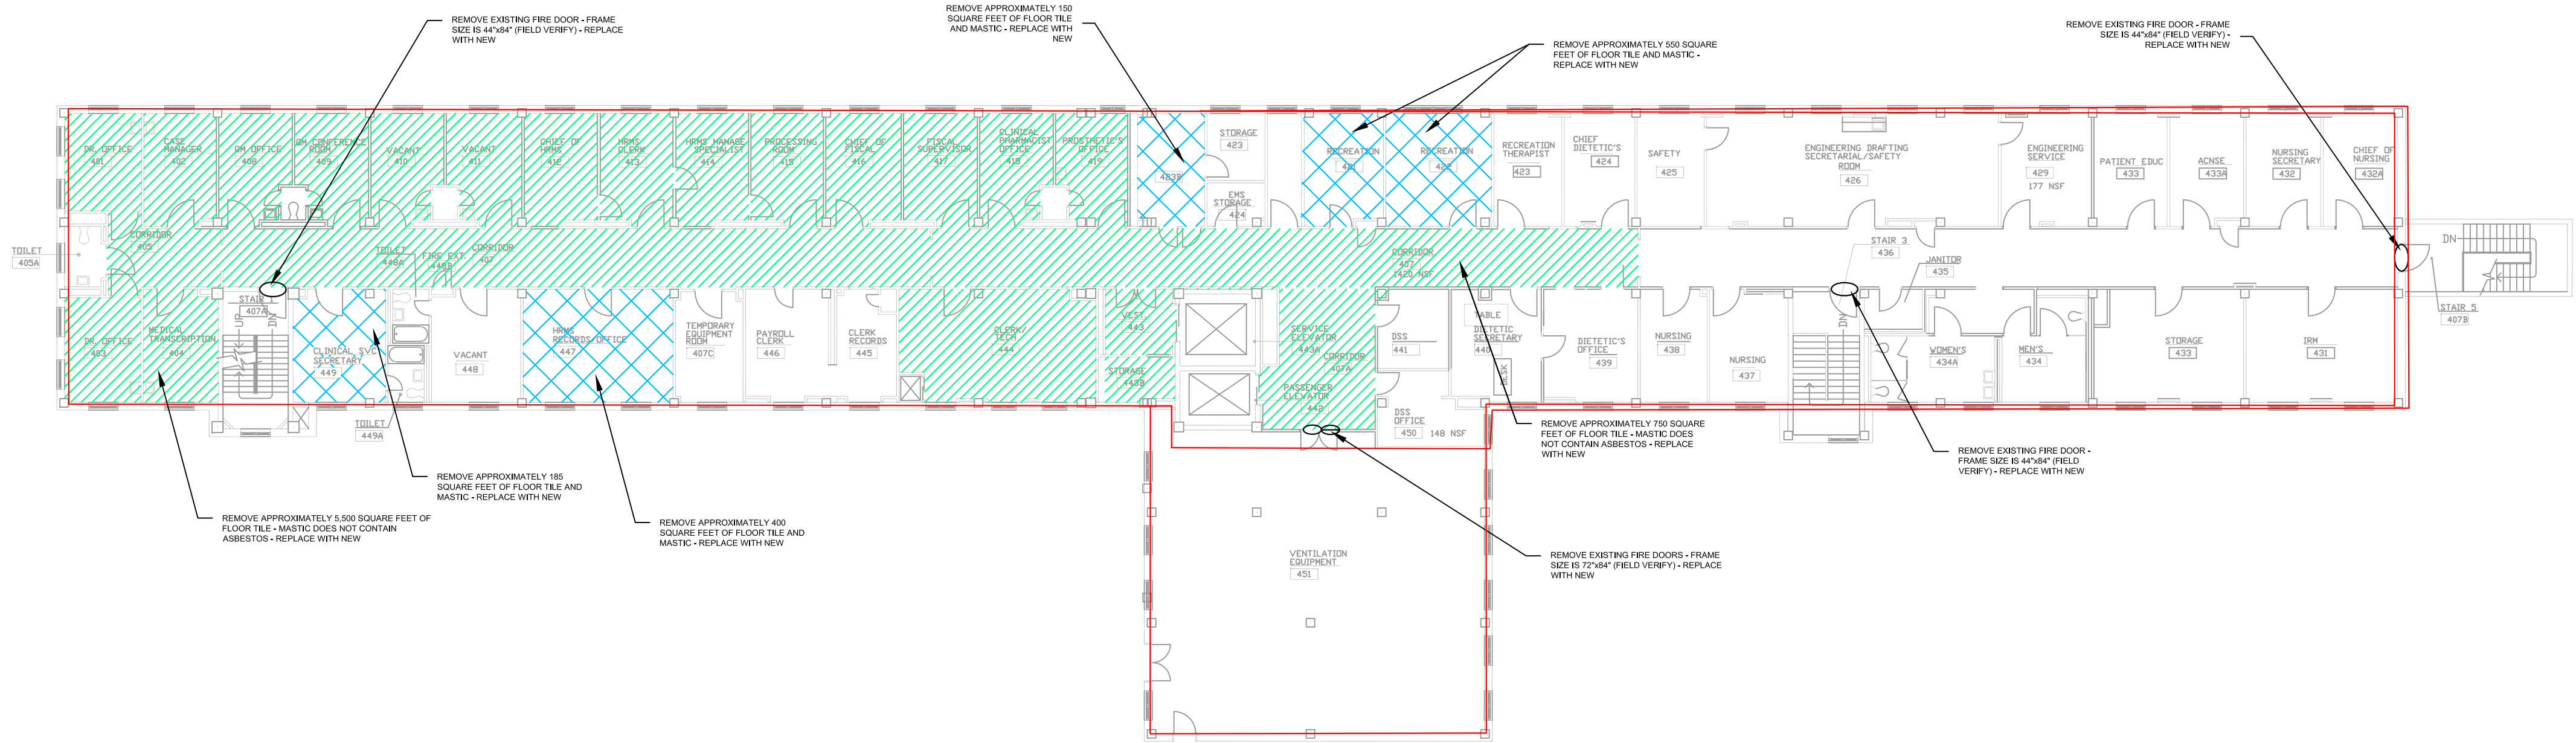 REMOVE EXISTING FIRE DOOR - FRAME
SIZE IS 44"x84" (FIELD VERIFY) - REPLACE
WITH NEW
REMOVE APPROXIMATELY 150
SQUARE FEET OF FLOOR TILE
AND MASTIC - REPLACE WITH
NEW
REMOVE APPROXIMATELY 550 SQUARE
FEET OF FLOOR TILE AND MASTIC -
REPLACE WITH NEW
REMOVE EXISTING FIRE DOOR - FRAME
SIZE IS 44"x84" (FIELD VERIFY) -
REPLACE WITH NEW
DR. OFFICE
401
CASE
MANAGER
402
QM OFFICE
408
QM CONFERENCE
ROOM
409
VACANT
410
VACANT
411
CHIEF OF
HRMS
412
HRMS
CLERK
413
HRMS MANAGE
SPECIALIST
414
PROCESSING
ROOM
415
CHIEF OF
FISCAL
416
FISCAL
SUPERVISOR
417
CLINICAL
PHARMACIST
OFFICE
418
PROSTHETIC'S
OFFICE
419
423B
STORAGE
423
EMS
STORAGE
424
RECREATION
421
RECREATION
422
RECREATION
THERAPIST
423
CHIEF
DIETETIC'S
424
SAFETY
425
ENGINEERING DRAFTING
SECRETARIAL/SAFETY
ROOM
426
ENGINEERING
SERVICE
429
177 NSF
PATIENT EDUC
433
ACNSE
433A
NURSING
SECRETARY
432
CHIEF OF
NURSING
432A
TOILET
405A
CORRIDOR
405
TOILET
448A
FIRE EXT.
448B
CORRIDOR
407
CORRIDOR
407
1420 NSF
STAIR 3
436
JANITOR
435
DN
STAIR 5
407B
DR. OFFICE
403
MEDICAL
TRANSCRIPTION
404
STAIR 1
407A
UP
DN
CLINICAL SVC
SECRETARY
449
TOILET
449A
VACANT
448
HRMS
RECORDS OFFICE
447
TEMPORARY
EQUIPMENT
ROOM
407C
PAYROLL
CLERK
446
CLERK
RECORDS
445
CLERK/
TECH
444
VEST.
443
STORAGE
443B
SERVICE
ELEVATOR
443A
CORRIDOR
407A
PASSENGER
ELEVATOR
442
DSS
441
DSS
OFFICE
450
148 NSF
TABLE
DIETETIC
SECRETARY
440
DESK
DIETETIC'S
OFFICE
439
NURSING
438
NURSING
437
DN
WOMEN'S
434A
MEN'S
434
STORAGE
433
IRM
431
REMOVE APPROXIMATELY 5,500 SQUARE FEET OF
FLOOR TILE - MASTIC DOES NOT CONTAIN
ASBESTOS - REPLACE WITH NEW
REMOVE APPROXIMATELY 185
SQUARE FEET OF FLOOR TILE AND
MASTIC - REPLACE WITH NEW
REMOVE APPROXIMATELY 400
SQUARE FEET OF FLOOR TILE AND
MASTIC - REPLACE WITH NEW
REMOVE APPROXIMATELY 750 SQUARE
FEET OF FLOOR TILE - MASTIC DOES
NOT CONTAIN ASBESTOS - REPLACE
WITH NEW
REMOVE EXISTING FIRE DOOR -
FRAME SIZE IS 44"x84" (FIELD
VERIFY) - REPLACE WITH NEW
REMOVE EXISTING FIRE DOORS - FRAME
SIZE IS 72"x84" (FIELD VERIFY) - REPLACE
WITH NEW
VENTILATION
EQUIPMENT
451